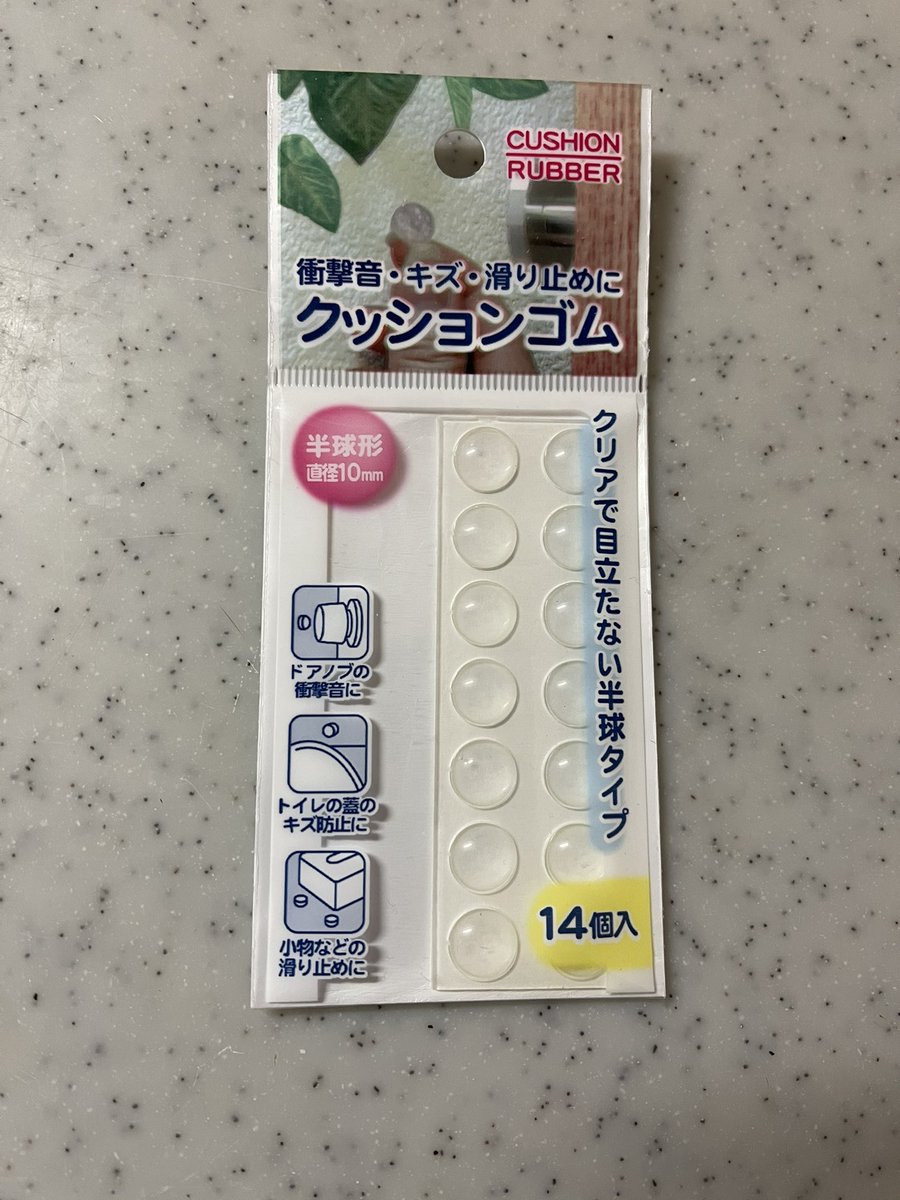 CUSHION
RUBBER
衝撃音・キズ・滑り止めに
クッションゴム
半球形
直径10mm
クリアで目立たない半球タイプ
ドアノブの
衝撃音に
トイレの蓋の
キズ防止に
小物などの
滑り止めに
14個入